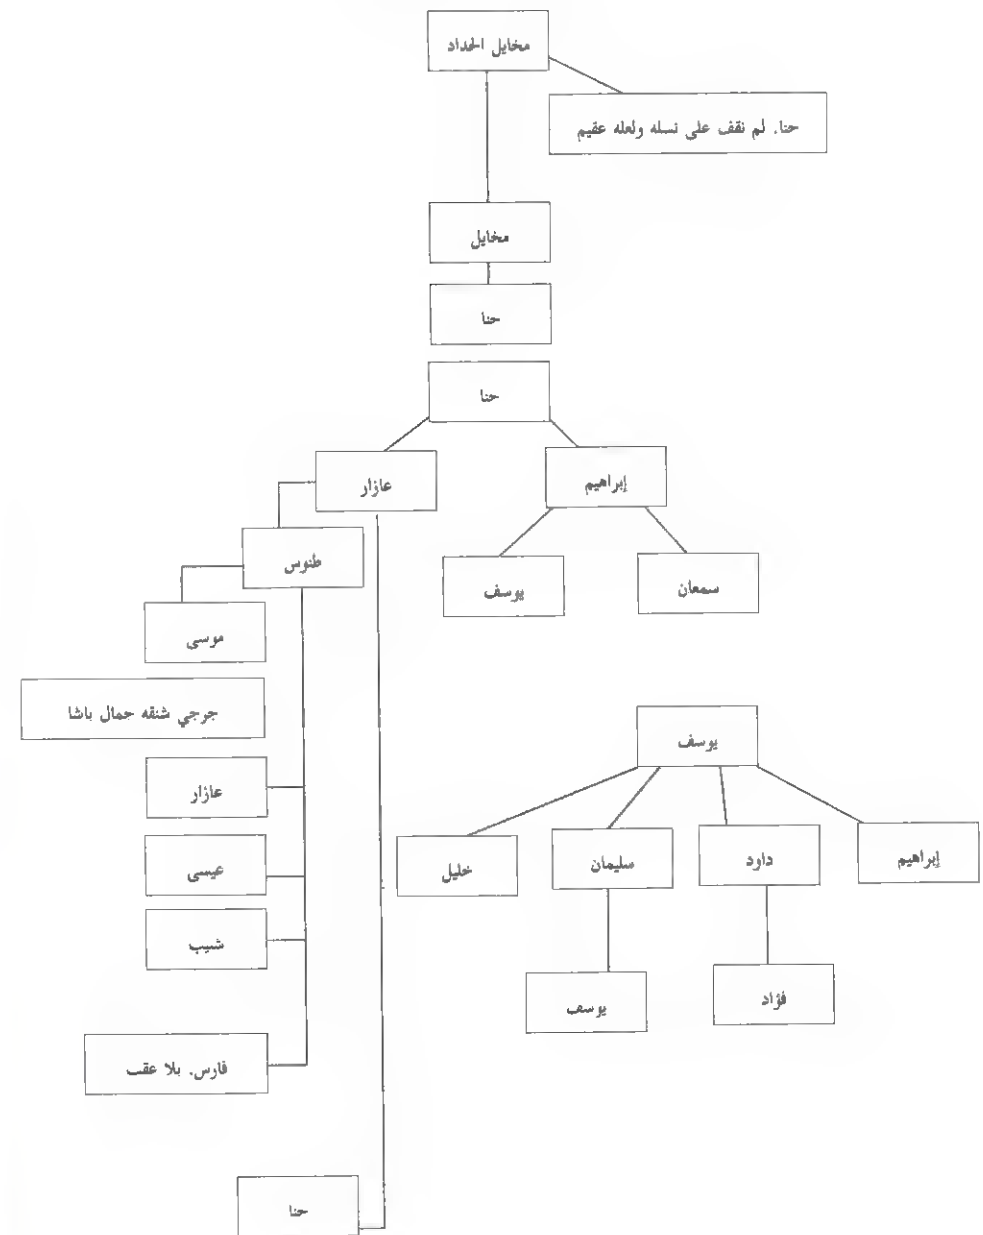 مخايل الحداد
حنا. لم نقف على نسله ولعله عقيم
مخايل
حنا
حنا
إبراهيم
عازار
طنوس
سمعان
يوسف
موسى
جرجي شنقه جمال باشا
يوسف
عازار
إبراهيم
داود
سليمان
خليل
عيسى
شبيب
فؤاد
يوسف
فارس. بلا عقب
حنا